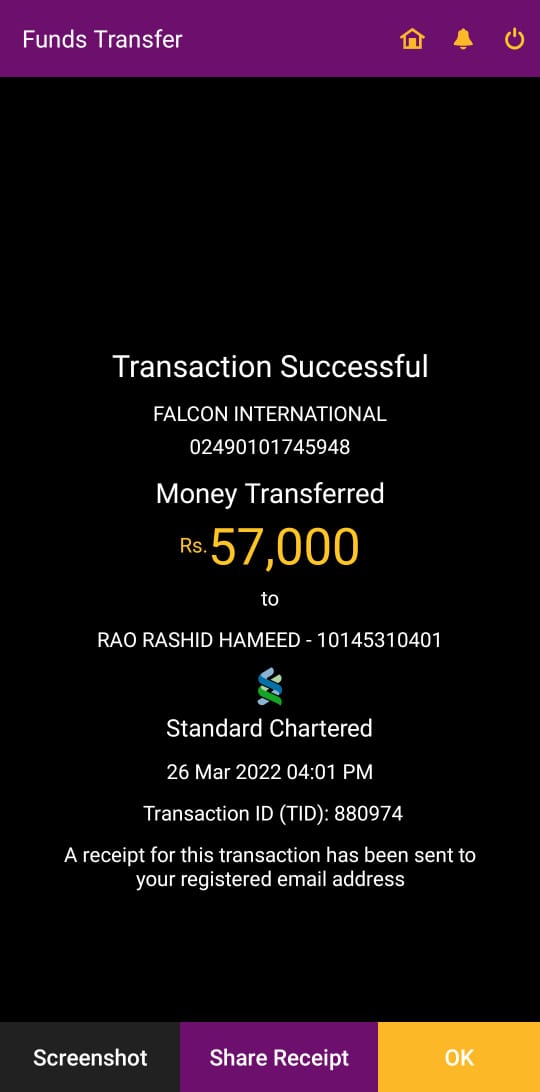 Funds Transfer
Transaction Successful
FALCON INTERNATIONAL
02490101745948
Money Transferred
Rs.57,000
to
RAO RASHID HAMEED - 10145310401
Standard Chartered
26 Mar 2022 04:01 PM
Transaction ID (TID): 880974
A receipt for this transaction has been sent to
your registered email address
Screenshot Share Receipt OK